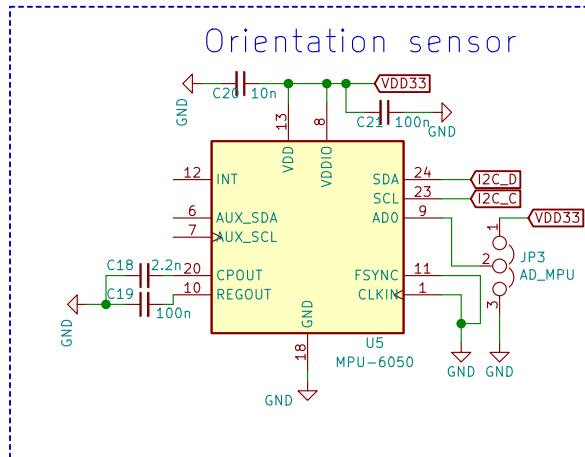 Orientation sensor
C20 10n
VDD33
GND
C21 100n
GND
13
8
VDD
VDDIO
12 INT
SDA 24 I2C_D
SCL 23 I2C_C
6 AUX_SDA
AD0 9
VDD33
7 AUX_SCL
1
2 JP3
AD_MPU
3
C18 2.2n
20 CPOUT
FSYNC 11
C19
100n
10 REGOUT
CLKIN 1
GND
GND
18
U5
MPU-6050
GND
GND
GND